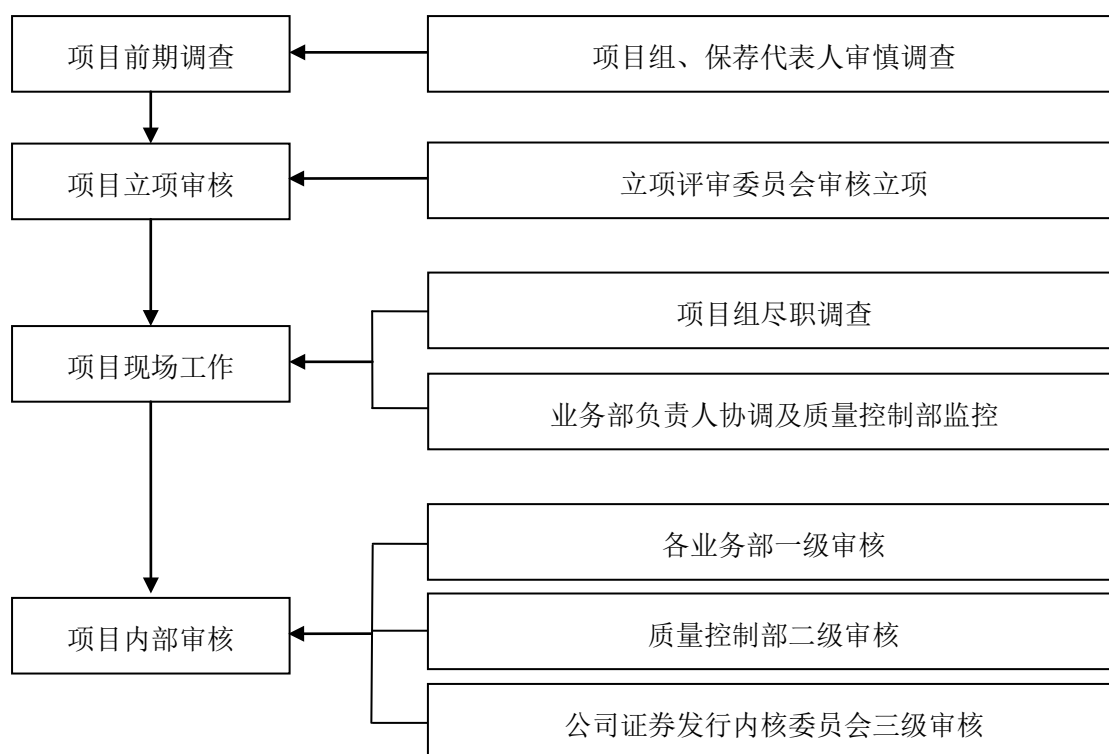 项目前期调查
项目组、保荐代表人审慎调查
项目立项审核
立项评审委员会审核立项
项目现场工作
项目组尽职调查
业务部负责人协调及质量控制部监控
项目内部审核
各业务部一级审核
质量控制部二级审核
公司证券发行内核委员会三级审核